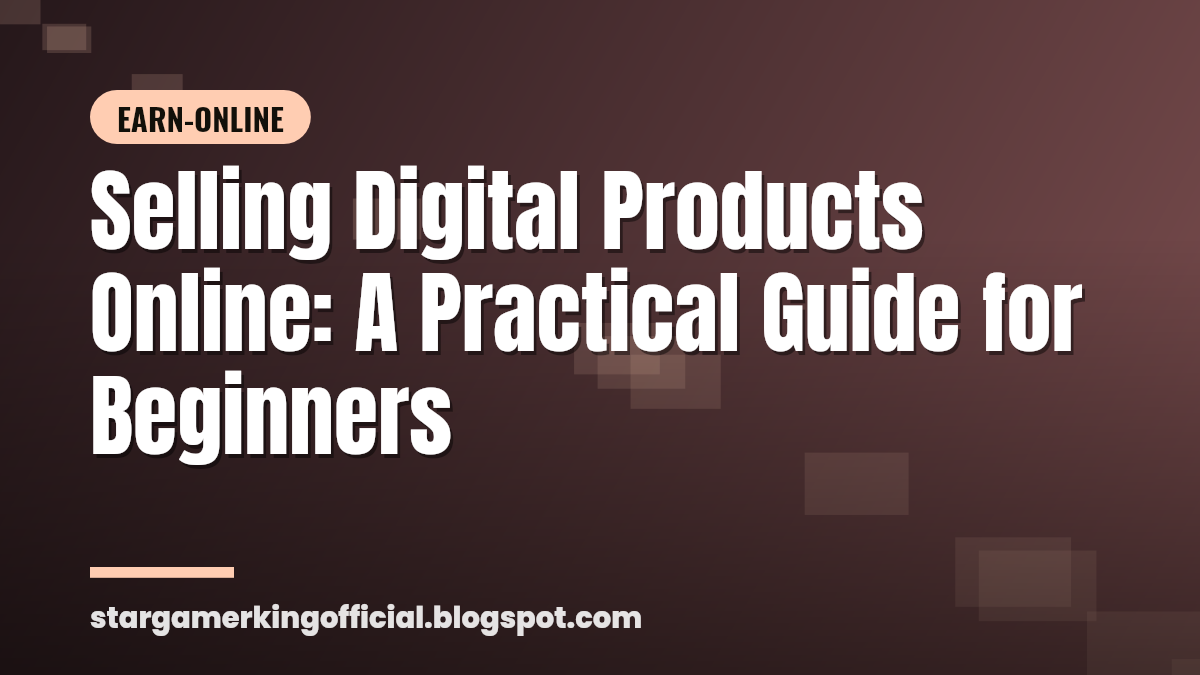 EARN-ONLINE
Selling Digital Products
Online: A Practical Guide for
Beginners
stargamerkingofficial.blogspot.com